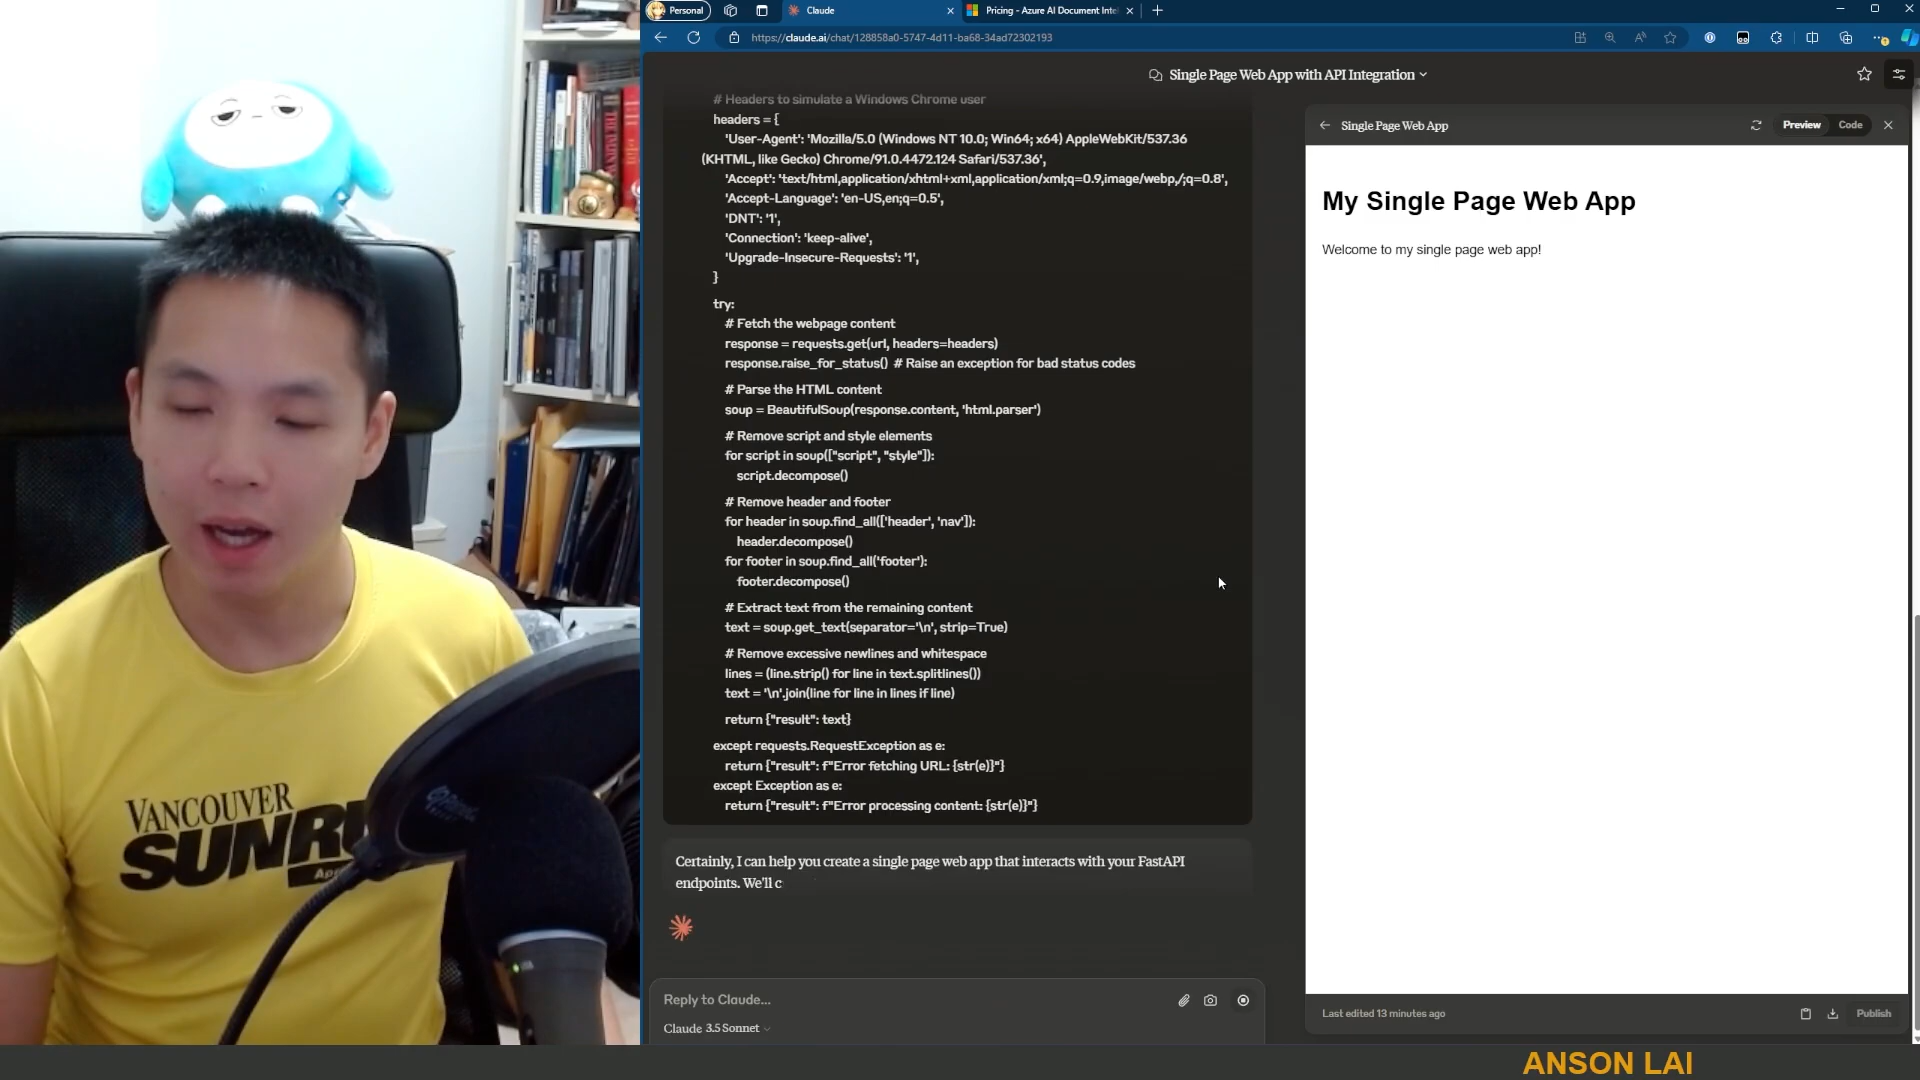 Personal
Claude
Pricing - Azure AI Document Inte
https://claude.ai/chat/128858a0-5747-4d11-ba68-34ad72302193
Single Page Web App with API Integration
# Headers to simulate a Windows Chrome user
headers = {
'User-Agent': 'Mozilla/5.0 (Windows NT 10.0; Win64; x64) AppleWebKit/537.36
(KHTML, like Gecko) Chrome/91.0.4472.124 Safari/537.36',
'Accept': 'text/html,application/xhtml+xml,application/xml;q=0.9,image/webp,/;q=0.8',
'Accept-Language': 'en-US,en;q=0.5',
'DNT': '1',
'Connection': 'keep-alive',
'Upgrade-Insecure-Requests': '1',
}
try:
# Fetch the webpage content
response = requests.get(url, headers=headers)
response.raise_for_status() # Raise an exception for bad status codes
# Parse the HTML content
soup = BeautifulSoup(response.content, 'html.parser')
# Remove script and style elements
for script in soup(["script", "style"]):
script.decompose()
# Remove header and footer
for header in soup.find_all(['header', 'nav']):
header.decompose()
for footer in soup.find_all('footer'):
footer.decompose()
# Extract text from the remaining content
text = soup.get_text(separator='\n', strip=True)
# Remove excessive newlines and whitespace
lines = (line.strip() for line in text.splitlines())
text = '\n'.join(line for line in lines if line)
return {"result": text}
except requests.RequestException as e:
return {"result": f"Error fetching URL: {str(e)}"}
except Exception as e:
return {"result": f"Error processing content: {str(e)}"}
Certainly, I can help you create a single page web app that interacts with your FastAPI
endpoints. We'll c
Reply to Claude...
Claude 3.5 Sonnet
Single Page Web App
Preview
Code
My Single Page Web App
Welcome to my single page web app!
Last edited 13 minutes ago
Publish
VANCOUVER
SUNRU
ANSON LAI